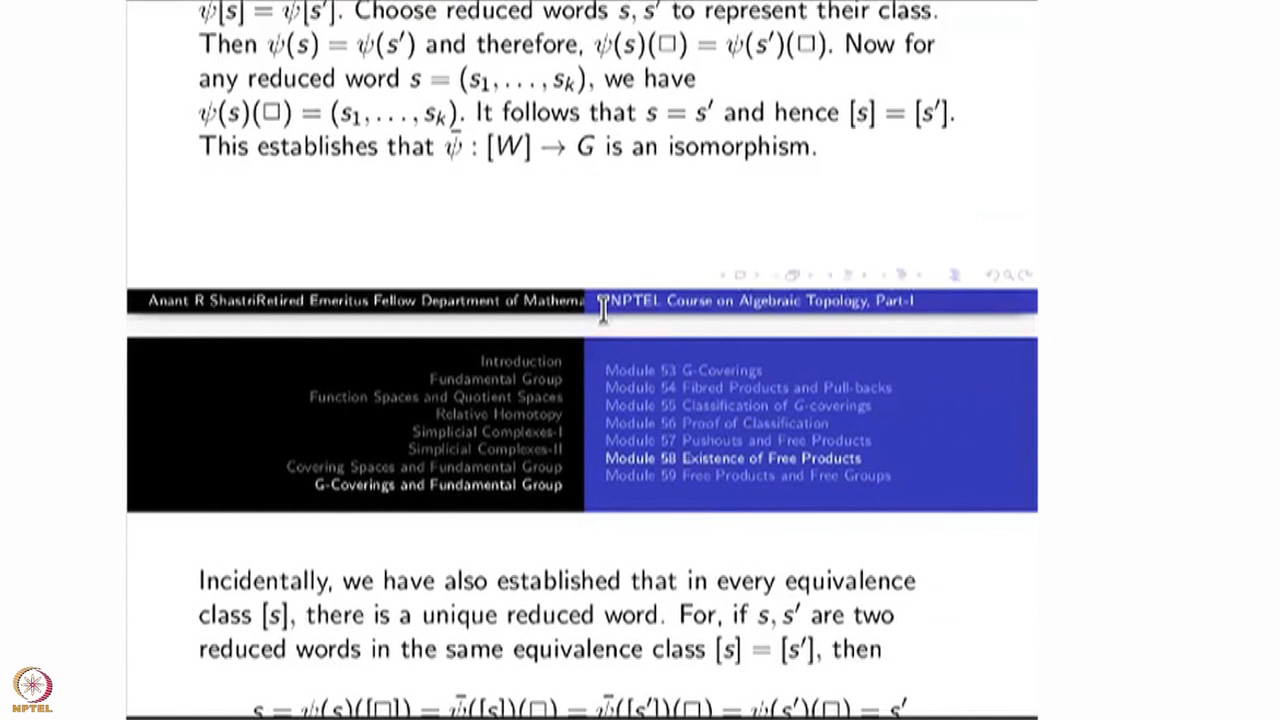 ψ[s] = ψ[s′]. Choose reduced words s, s′ to represent their class.
Then ψ(s) = ψ(s′) and therefore, ψ(s)(□) = ψ(s′)(□). Now for
any reduced word s = (s₁, . . . , sₖ), we have
ψ(s)(□) = (s₁, . . . , sₖ). It follows that s = s′ and hence [s] = [s′].
This establishes that ψ̄ : [W] → G is an isomorphism.
Anant R ShastriRetired Emeritus Fellow Department of Mathema
NPTEL Course on Algebraic Topology, Part-I
Introduction
Fundamental Group
Function Spaces and Quotient Spaces
Relative Homotopy
Simplicial Complexes-I
Simplicial Complexes-II
Covering Spaces and Fundamental Group
G-Coverings and Fundamental Group
Module 53 G-Coverings
Module 54 Fibred Products and Pull-backs
Module 55 Classification of G-coverings
Module 56 Proof of Classification
Module 57 Pushouts and Free Products
Module 58 Existence of Free Products
Module 59 Free Products and Free Groups
Incidentally, we have also established that in every equivalence
class [s], there is a unique reduced word. For, if s, s′ are two
reduced words in the same equivalence class [s] = [s′], then
s = ψ(s)([□]) = ψ̄([s])(□) = ψ̄([s′])(□) = ψ(s′)(□) = s′
NPTEL